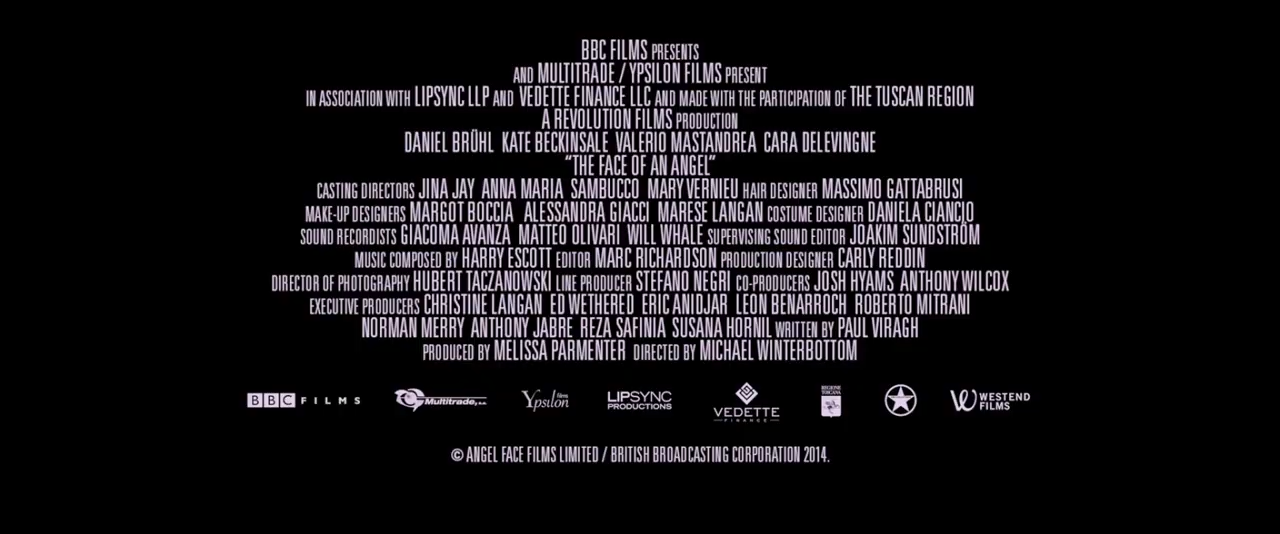 BBC FILMS PRESENTS
AND MULTITRADE / YPSILON FILMS PRESENT
IN ASSOCIATION WITH LIPSYNC LLP AND VEDETTE FINANCE LLC AND MADE WITH THE PARTICIPATION OF THE TUSCAN REGION
A REVOLUTION FILMS PRODUCTION
DANIEL BRÜHL KATE BECKINSALE VALERIO MASTANDREA CARA DELEVINGNE
"THE FACE OF AN ANGEL"
CASTING DIRECTORS JINA JAY ANNA MARIA SAMBUCCO MARY VERNIEU HAIR DESIGNER MASSIMO GATTABRUSI
MAKE-UP DESIGNERS MARGOT BOCCIA ALESSANDRA GIACCI MARESE LANGAN COSTUME DESIGNER DANIELA CIANCIO
SOUND RECORDISTS GIACOMA AVANZA MATTEO OLIVARI WILL WHALE SUPERVISING SOUND EDITOR JOAKIM SUNDSTRÖM
MUSIC COMPOSED BY HARRY ESCOTT EDITOR MARC RICHARDSON PRODUCTION DESIGNER CARLY REDDIN
DIRECTOR OF PHOTOGRAPHY HUBERT TACZANOWSKI LINE PRODUCER STEFANO NEGRI CO-PRODUCERS JOSH HYAMS ANTHONY WILCOX
EXECUTIVE PRODUCERS CHRISTINE LANGAN ED WETHERED ERIC ANIDJAR LEON BENARROCH ROBERTO MITRANI
NORMAN MERRY ANTHONY JABRE REZA SAFINIA SUSANA HORNIL WRITTEN BY PAUL VIRAGH
PRODUCED BY MELISSA PARMENTER DIRECTED BY MICHAEL WINTERBOTTOM
BBC FILMS Multitrade, s.a. Ypsilon films LIPSYNC PRODUCTIONS VEDETTE FINANCE REGIONE TOSCANA WESTEND FILMS
© ANGEL FACE FILMS LIMITED / BRITISH BROADCASTING CORPORATION 2014.